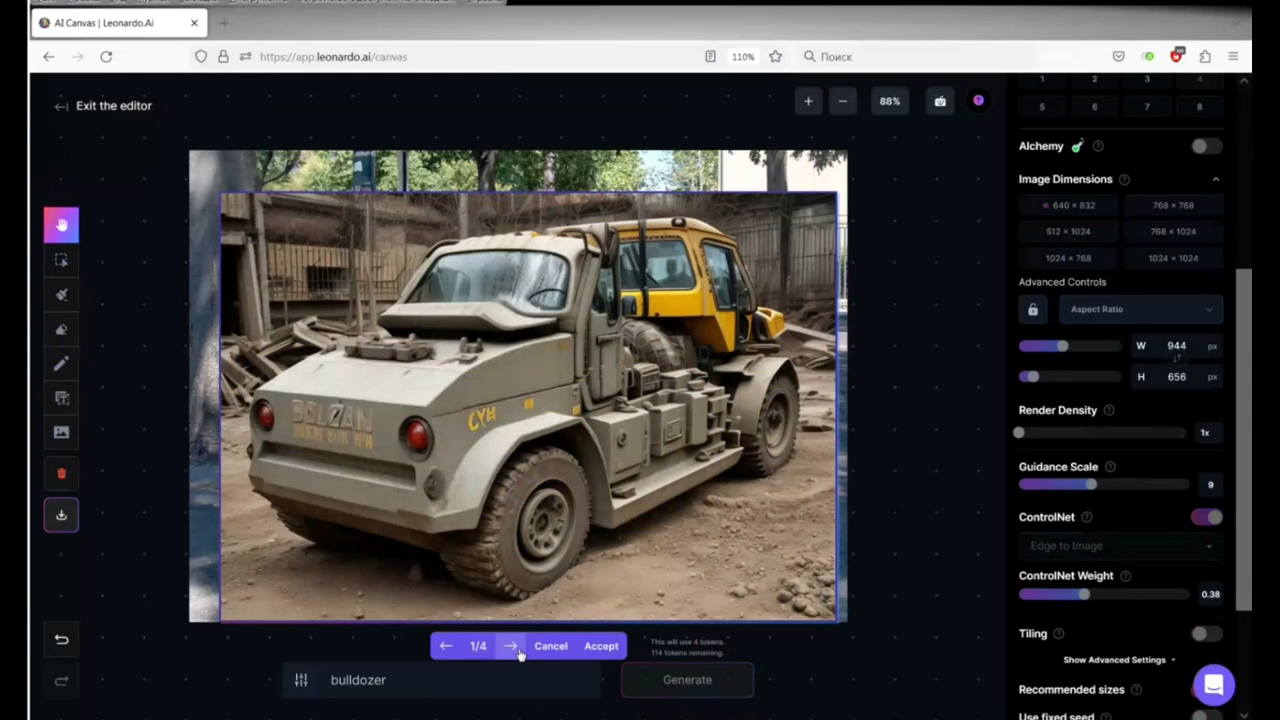 AI Canvas | Leonardo.Ai
https://app.leonardo.ai/canvas
110%
Поиск
Exit the editor
88%
1 2 3 4
5 6 7 8
Alchemy
Image Dimensions
640 × 832 768 × 768
512 × 1024 768 × 1024
1024 × 768 1024 × 1024
Advanced Controls
Aspect Ratio
W 944 px
H 656 px
Render Density
1x
Guidance Scale
9
ControlNet
Edge to Image
ControlNet Weight
0.38
Tiling
Show Advanced Settings
Recommended sizes
Use fixed seed
BOLZAN
CYH
1/4 Cancel Accept
This will use 4 tokens.
114 tokens remaining.
bulldozer
Generate